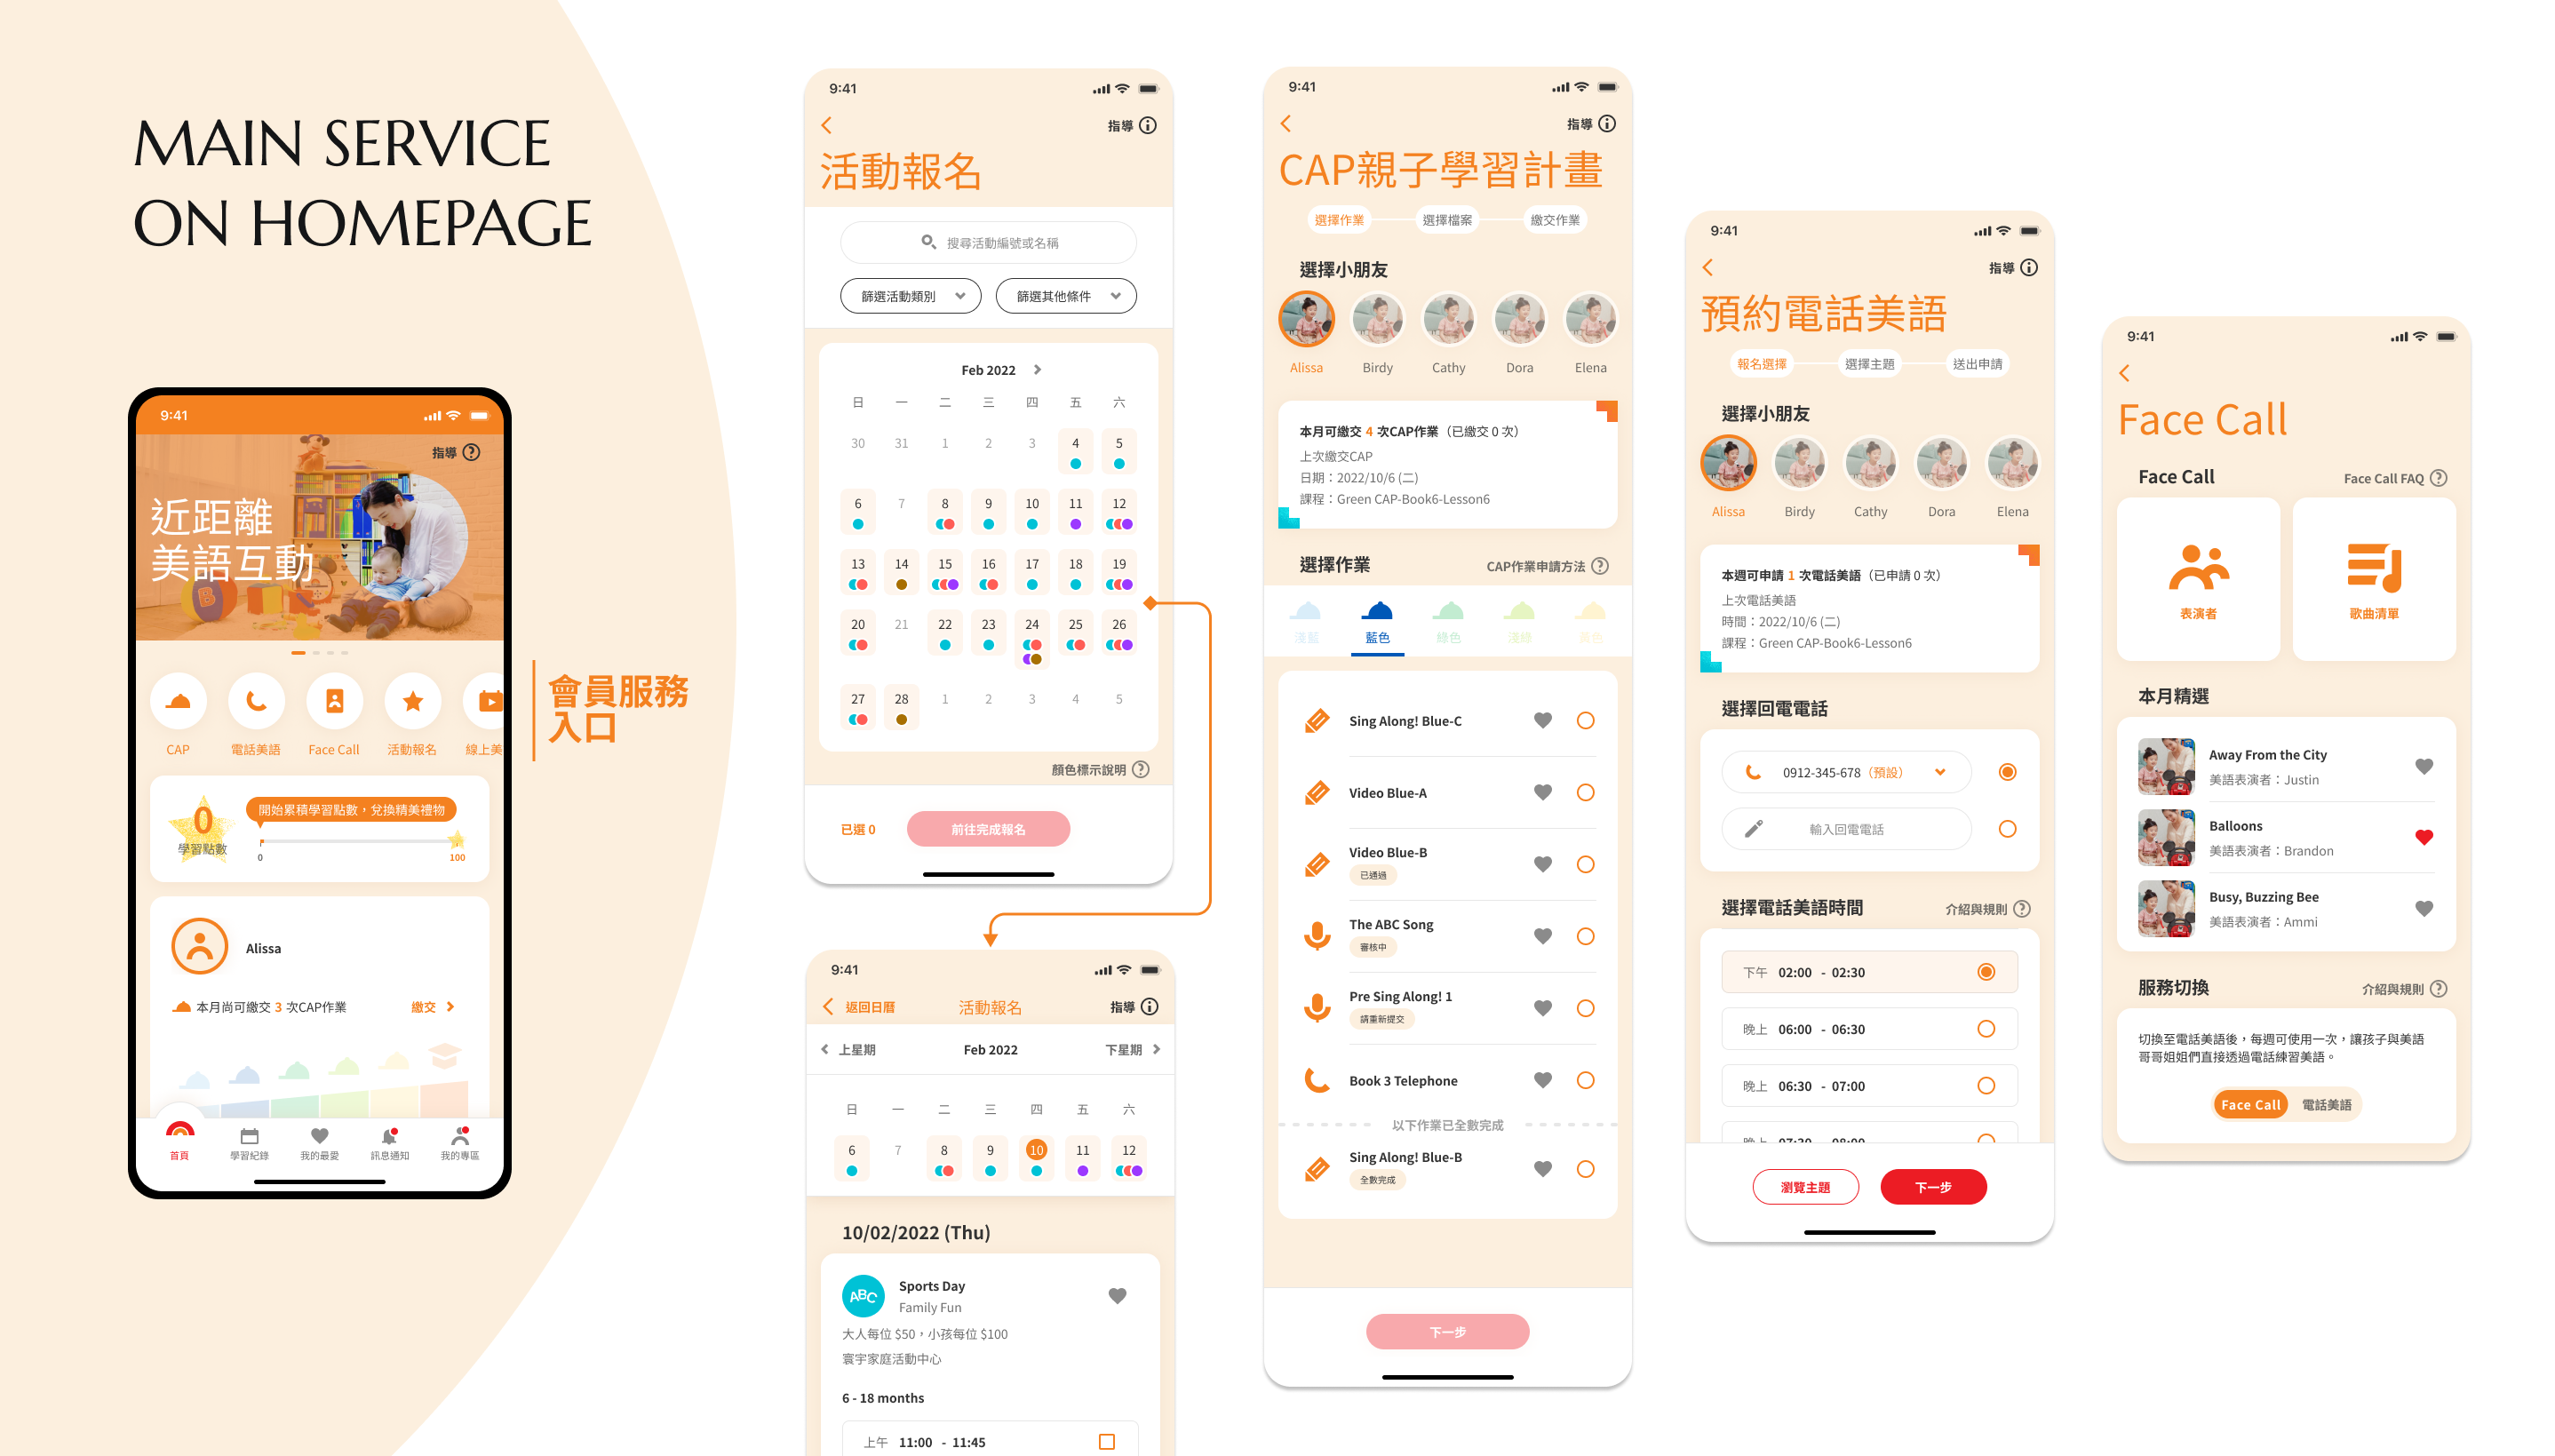 MAIN SERVICE
ON HOMEPAGE
9:41
指導
近距離
美語互動
CAP
電話美語
Face Call
活動報名
線上美
0
學習點數
開始累積學習點數，兌換精美禮物
0
100
Alissa
本月尚可繳交 3 次CAP作業
繳交
首頁
學習紀錄
我的最愛
訊息通知
我的專區
會員服務
入口
9:41
指導
活動報名
搜尋活動編號或名稱
篩選活動類別
篩選其他條件
Feb 2022
日 一 二 三 四 五 六
30 31 1 2 3 4 5
6 7 8 9 10 11 12
13 14 15 16 17 18 19
20 21 22 23 24 25 26
27 28 1 2 3 4 5
顏色標示說明
已選 0
前往完成報名
9:41
返回日曆
活動報名
指導
上星期
Feb 2022
下星期
日 一 二 三 四 五 六
6 7 8 9 10 11 12
10/02/2022 (Thu)
ABC
Sports Day
Family Fun
大人每位 $50，小孩每位 $100
寰宇家庭活動中心
6 - 18 months
上午 11:00 - 11:45
9:41
指導
CAP親子學習計畫
選擇作業
選擇檔案
繳交作業
選擇小朋友
Alissa
Birdy
Cathy
Dora
Elena
本月可繳交 4 次CAP作業（已繳交 0 次）
上次繳交CAP
日期：2022/10/6 (二)
課程：Green CAP-Book6-Lesson6
選擇作業
CAP作業申請方法
淺藍
藍色
綠色
淺綠
黃色
Sing Along! Blue-C
Video Blue-A
Video Blue-B
已通過
The ABC Song
審核中
Pre Sing Along! 1
請重新提交
Book 3 Telephone
以下作業已全數完成
Sing Along! Blue-B
全數完成
下一步
9:41
指導
預約電話美語
報名選擇
選擇主題
送出申請
選擇小朋友
Alissa
Birdy
Cathy
Dora
Elena
本週可申請 1 次電話美語（已申請 0 次）
上次電話美語
時間：2022/10/6 (二)
課程：Green CAP-Book6-Lesson6
選擇回電電話
0912-345-678（預設）
輸入回電電話
選擇電話美語時間
介紹與規則
下午 02:00 - 02:30
晚上 06:00 - 06:30
晚上 06:30 - 07:00
晚上 07:30 - 08:00
瀏覽主題
下一步
9:41
Face Call
Face Call
Face Call FAQ
表演者
歌曲清單
本月精選
Away From the City
美語表演者：Justin
Balloons
美語表演者：Brandon
Busy, Buzzing Bee
美語表演者：Ammi
服務切換
介紹與規則
切換至電話美語後，每週可使用一次，讓孩子與美語
哥哥姐姐們直接透過電話練習美語。
Face Call
電話美語